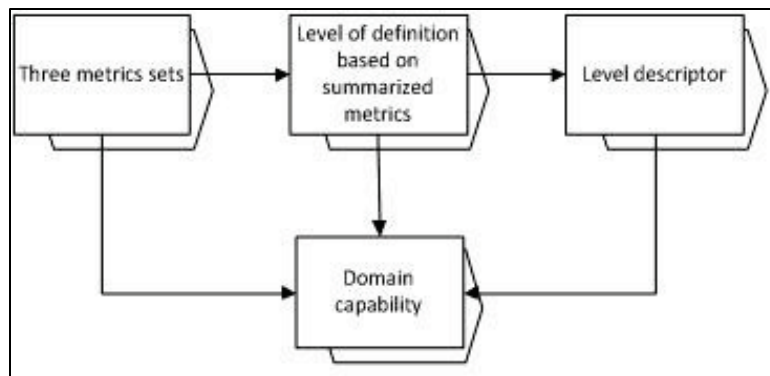 Three metrics sets
Level of definition
based on
summarized
metrics
Level descriptor
Domain
capability